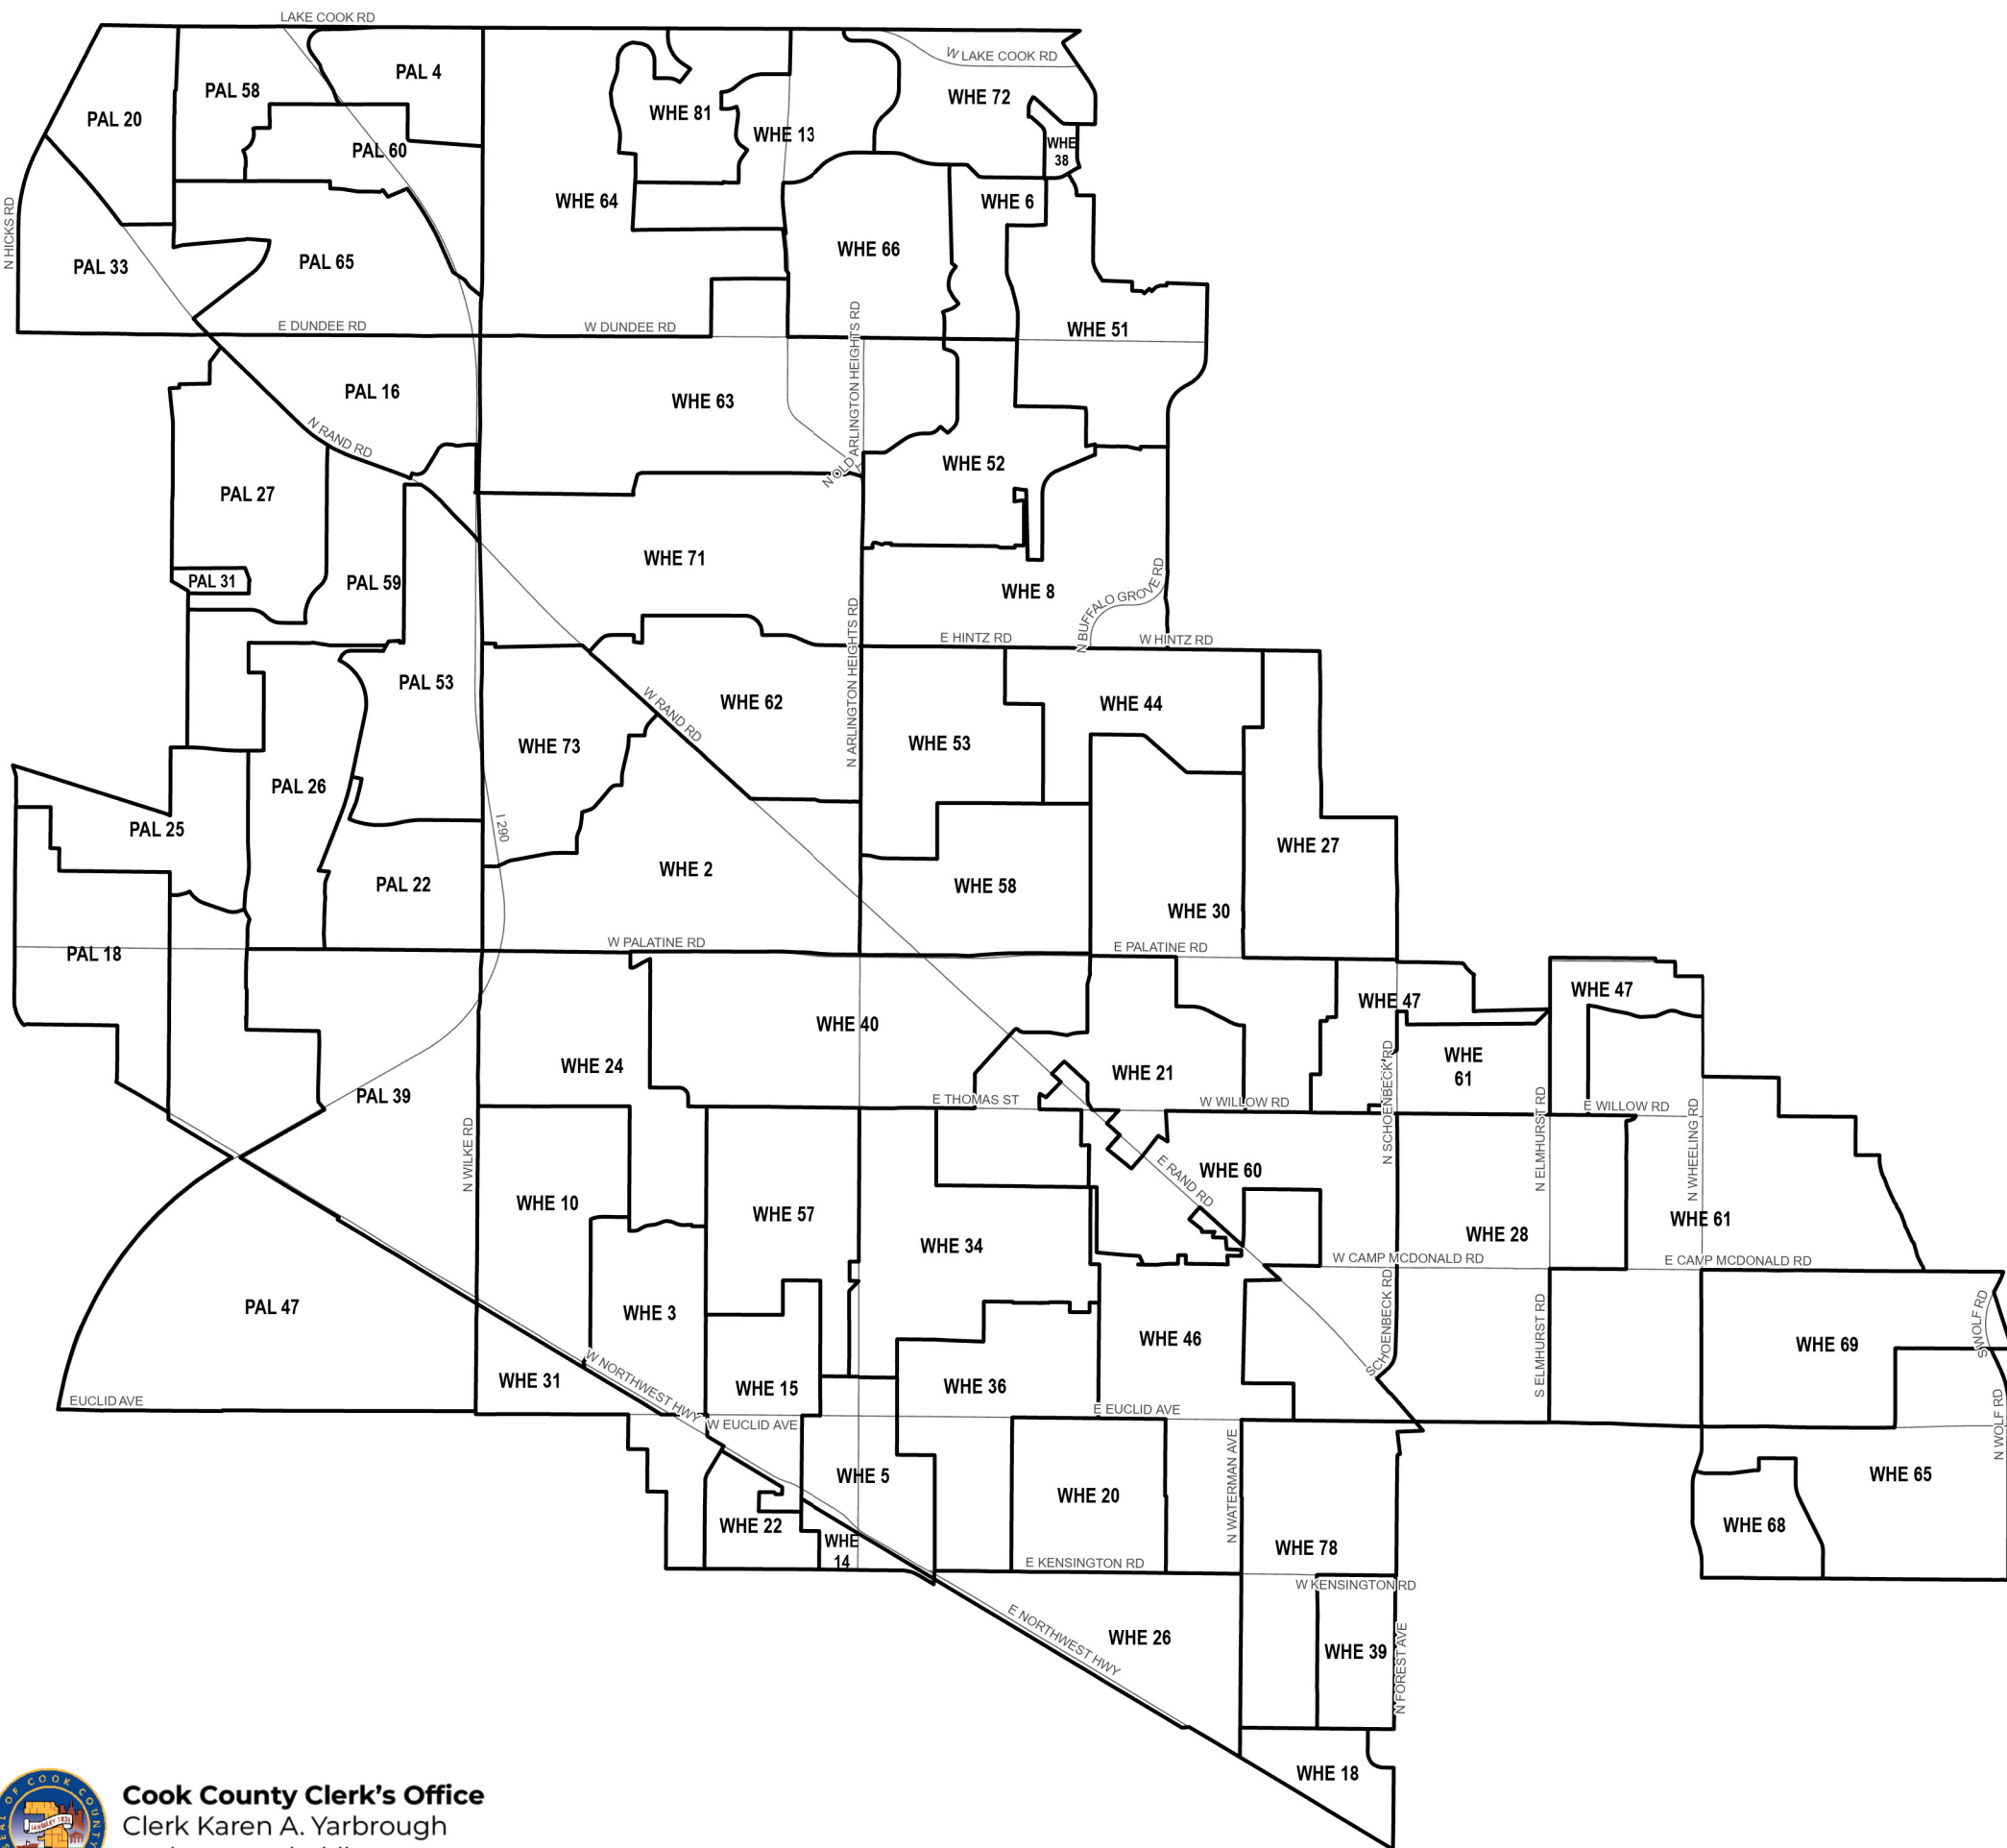 LAKE COOK RD
W LAKE COOK RD
PAL 4
PAL 58
PAL 20
WHE 72
WHE 81
WHE 13
WHE
38
PAL 60
WHE 64
WHE 6
N HICKS RD
WHE 66
PAL 65
PAL 33
E DUNDEE RD
W DUNDEE RD
WHE 51
N OLD ARLINGTON HEIGHTS RD
PAL 16
WHE 63
N RAND RD
WHE 52
PAL 27
WHE 71
PAL 31
PAL 59
WHE 8
N BUFFALO GROVE RD
E HINTZ RD
W HINTZ RD
N ARLINGTON HEIGHTS RD
PAL 53
W RAND RD
WHE 62
WHE 44
WHE 73
WHE 53
PAL 26
PAL 25
I 290
WHE 27
WHE 2
PAL 22
WHE 58
WHE 30
W PALATINE RD
E PALATINE RD
PAL 18
WHE 47
WHE 47
WHE 40
WHE 24
WHE 21
WHE
61
N SCHOENBECK RD
PAL 39
E THOMAS ST
W WILLOW RD
E WILLOW RD
N WILKE RD
N ELMHURST RD
N WHEELING RD
E RAND RD
WHE 60
WHE 10
WHE 57
WHE 34
WHE 28
WHE 61
W CAMP MCDONALD RD
E CAMP MCDONALD RD
PAL 47
WHE 3
WHE 46
SCHOENBECK RD
S ELMHURST RD
WHE 69
S WOLF RD
W NORTHWEST HWY
WHE 31
WHE 15
WHE 36
EUCLID AVE
W EUCLID AVE
E EUCLID AVE
N WOLF RD
WHE 5
WHE 20
N WATERMAN AVE
WHE 65
WHE 22
WHE
14
WHE 68
WHE 78
E KENSINGTON RD
W KENSINGTON RD
E NORTHWEST HWY
WHE 26
WHE 39
N FOREST AVE
WHE 18
SEAL OF COOK COUNTY
Cook County Clerk's Office
Clerk Karen A. Yarbrough